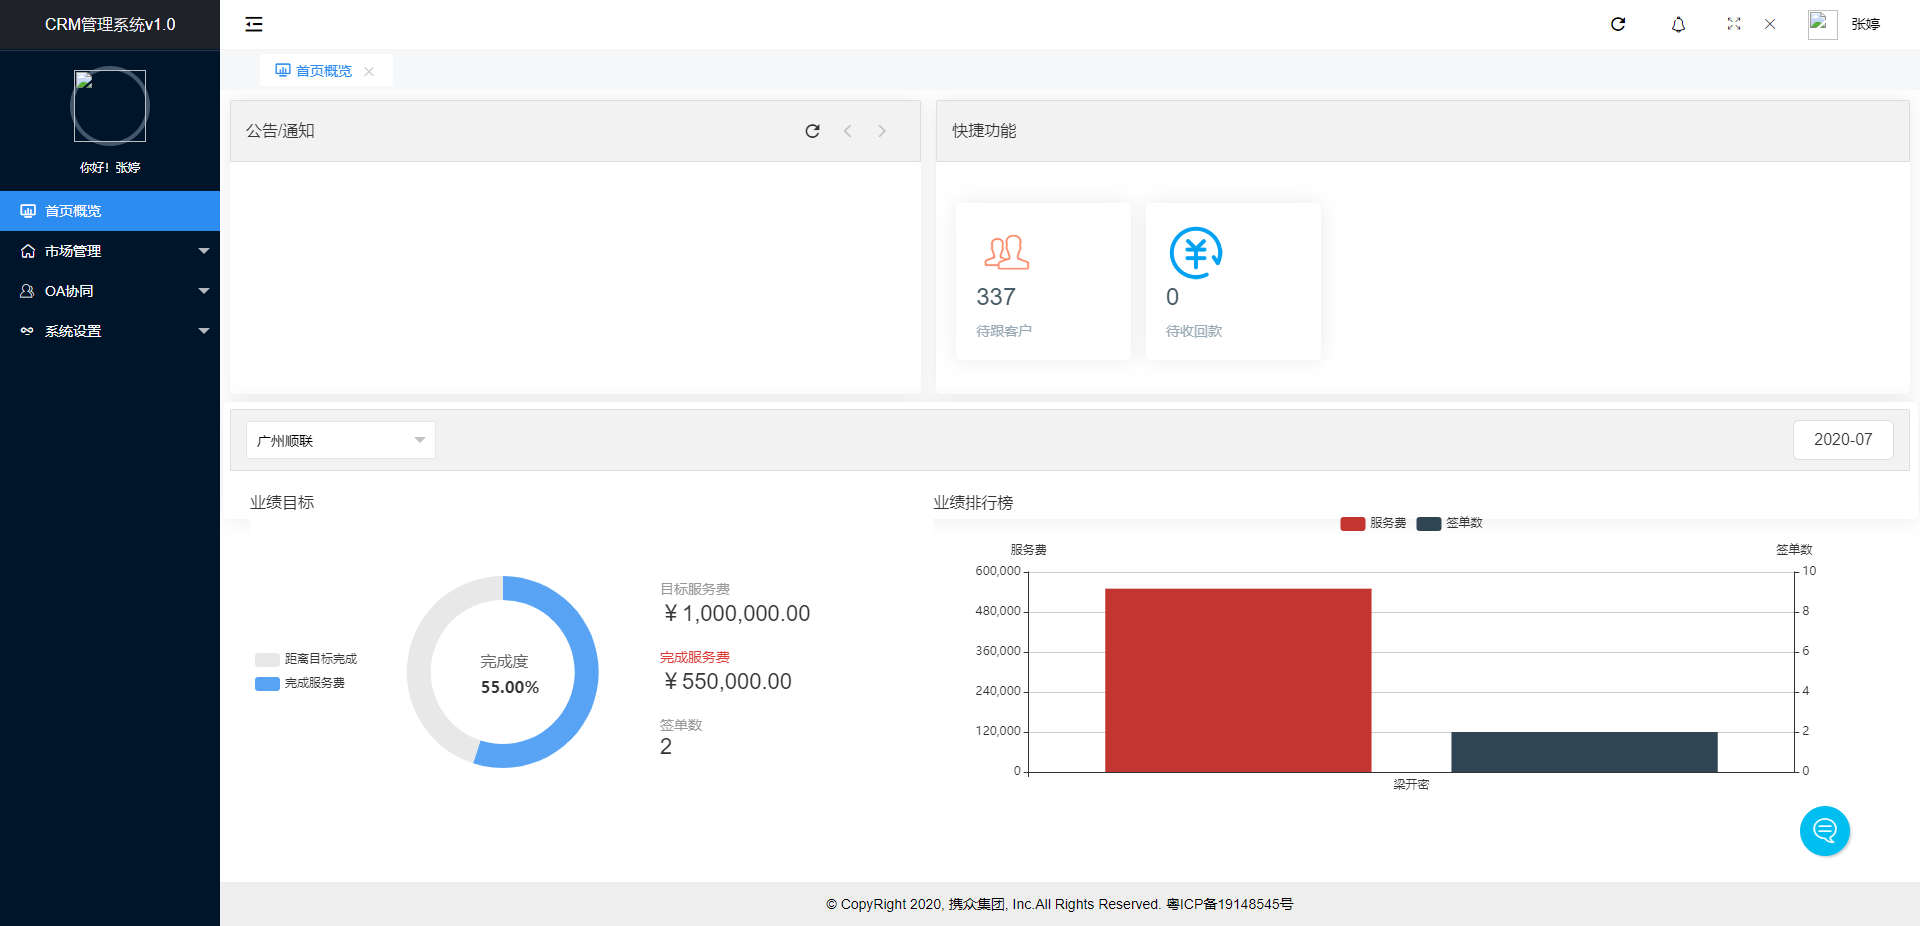 CRM管理系统v1.0
张婷
你好！张婷
首页概览
市场管理
OA协同
系统设置
首页概览
公告/通知
快捷功能
337
待跟客户
0
待收回款
广州顺联
2020-07
业绩目标
距离目标完成
完成服务费
完成度
55.00%
目标服务费
￥1,000,000.00
完成服务费
￥550,000.00
签单数
2
业绩排行榜
服务费 签单数
服务费 签单数
600,000 10
480,000 8
360,000 6
240,000 4
120,000 2
0 0
梁开密
© CopyRight 2020, 携众集团, Inc.All Rights Reserved. 粤ICP备19148545号